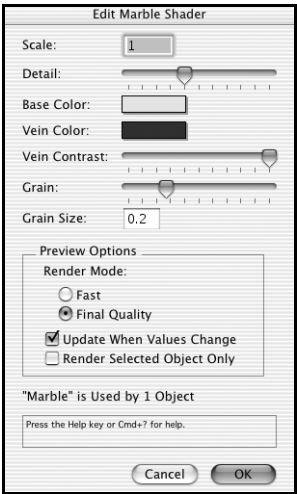 Edit Marble Shader
Scale: 1
Detail:
Base Color:
Vein Color:
Vein Contrast:
Grain:
Grain Size: 0.2
Preview Options
Render Mode:
Fast
Final Quality
Update When Values Change
Render Selected Object Only
"Marble" is Used by 1 Object
Press the Help key or Cmd+? for help.
Cancel OK